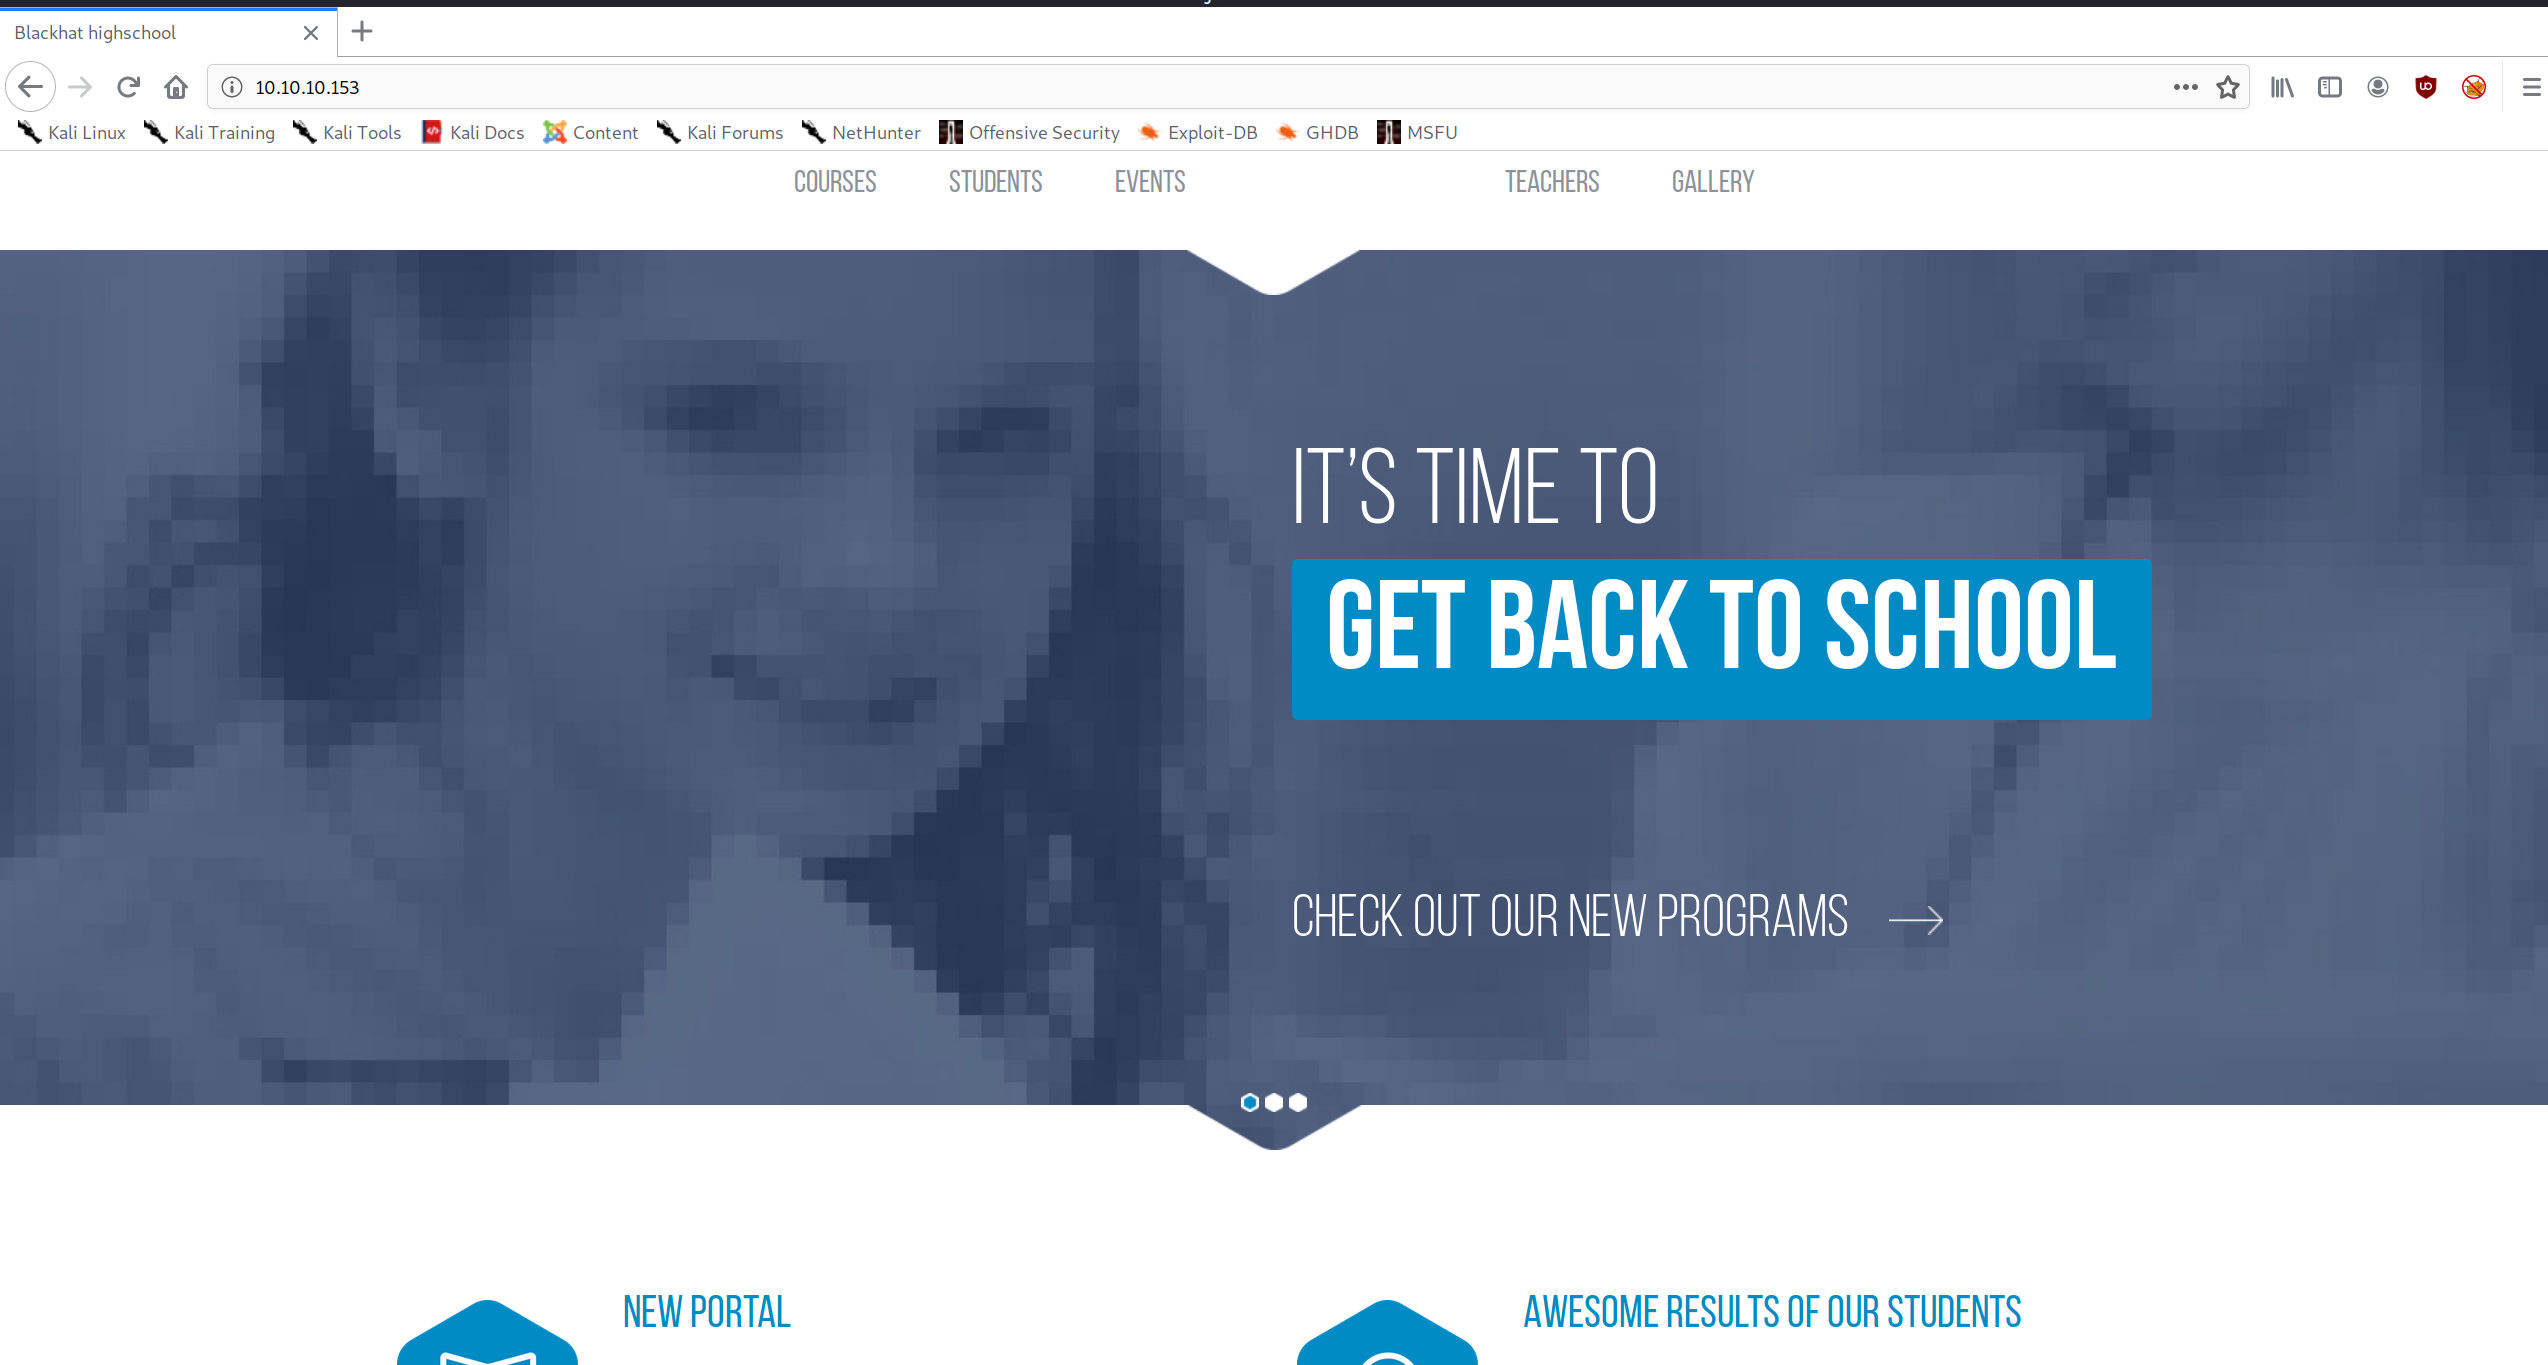 Blackhat highschool
10.10.10.153
Kali Linux Kali Training Kali Tools Kali Docs Content Kali Forums NetHunter Offensive Security Exploit-DB GHDB MSFU
COURSES STUDENTS EVENTS TEACHERS GALLERY
IT'S TIME TO
GET BACK TO SCHOOL
CHECK OUT OUR NEW PROGRAMS
NEW PORTAL
AWESOME RESULTS OF OUR STUDENTS